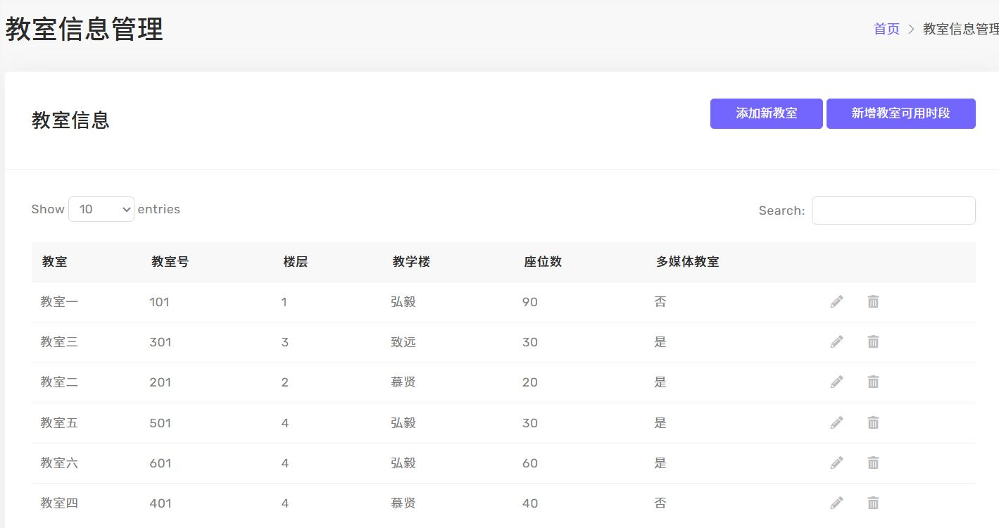 教室信息管理
首页 > 教室信息管理
教室信息
添加新教室 新增教室可用时段
Show 10 entries Search:
教室 教室号 楼层 教学楼 座位数 多媒体教室
教室一 101 1 弘毅 90 否
教室三 301 3 致远 30 是
教室二 201 2 慕贤 20 是
教室五 501 4 弘毅 30 是
教室六 601 4 弘毅 60 是
教室四 401 4 慕贤 40 否